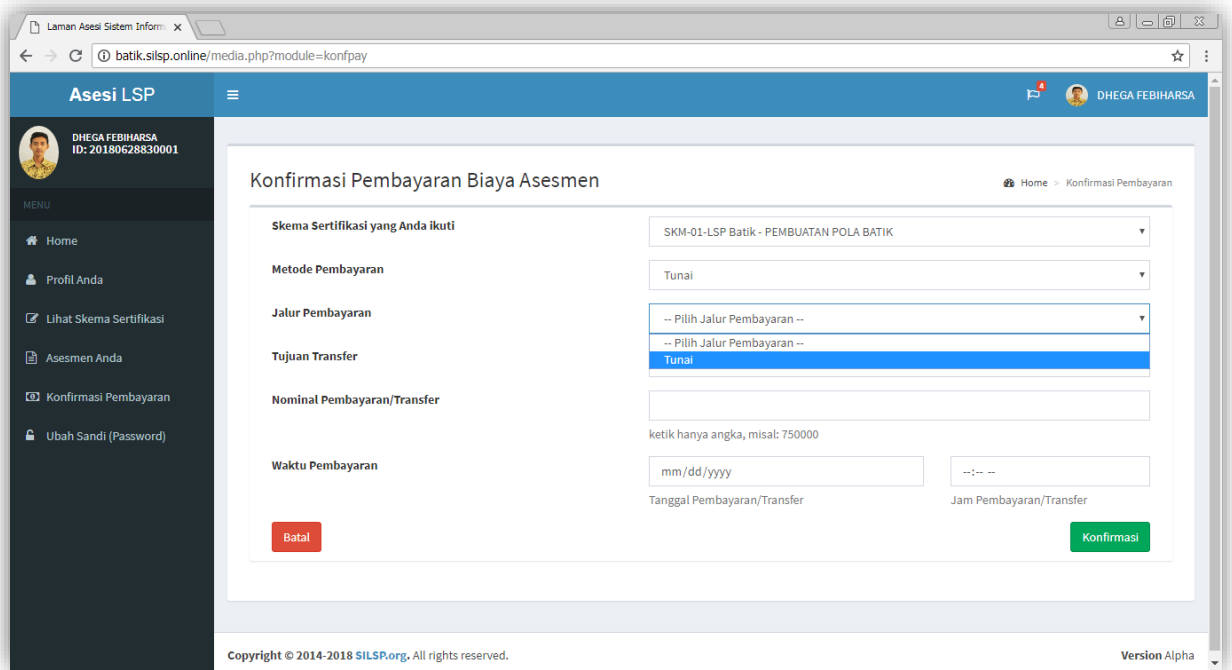 Laman Asesi Sistem Inform
batik.silsp.online/media.php?module=konfpay
Asesi LSP
4
DHEGA FEBIHARSA
DHEGA FEBIHARSA
ID: 20180628830001
MENU
Home
Profil Anda
Lihat Skema Sertifikasi
Asesmen Anda
Konfirmasi Pembayaran
Ubah Sandi (Password)
Konfirmasi Pembayaran Biaya Asesmen
Home > Konfirmasi Pembayaran
Skema Sertifikasi yang Anda ikuti
SKM-01-LSP Batik - PEMBUATAN POLA BATIK
Metode Pembayaran
Tunai
Jalur Pembayaran
-- Pilih Jalur Pembayaran --
-- Pilih Jalur Pembayaran --
Tunai
Tujuan Transfer
Nominal Pembayaran/Transfer
ketik hanya angka, misal: 750000
Waktu Pembayaran
mm/dd/yyyy
--:-- --
Tanggal Pembayaran/Transfer
Jam Pembayaran/Transfer
Batal
Konfirmasi
Copyright © 2014-2018 SILSP.org. All rights reserved.
Version Alpha